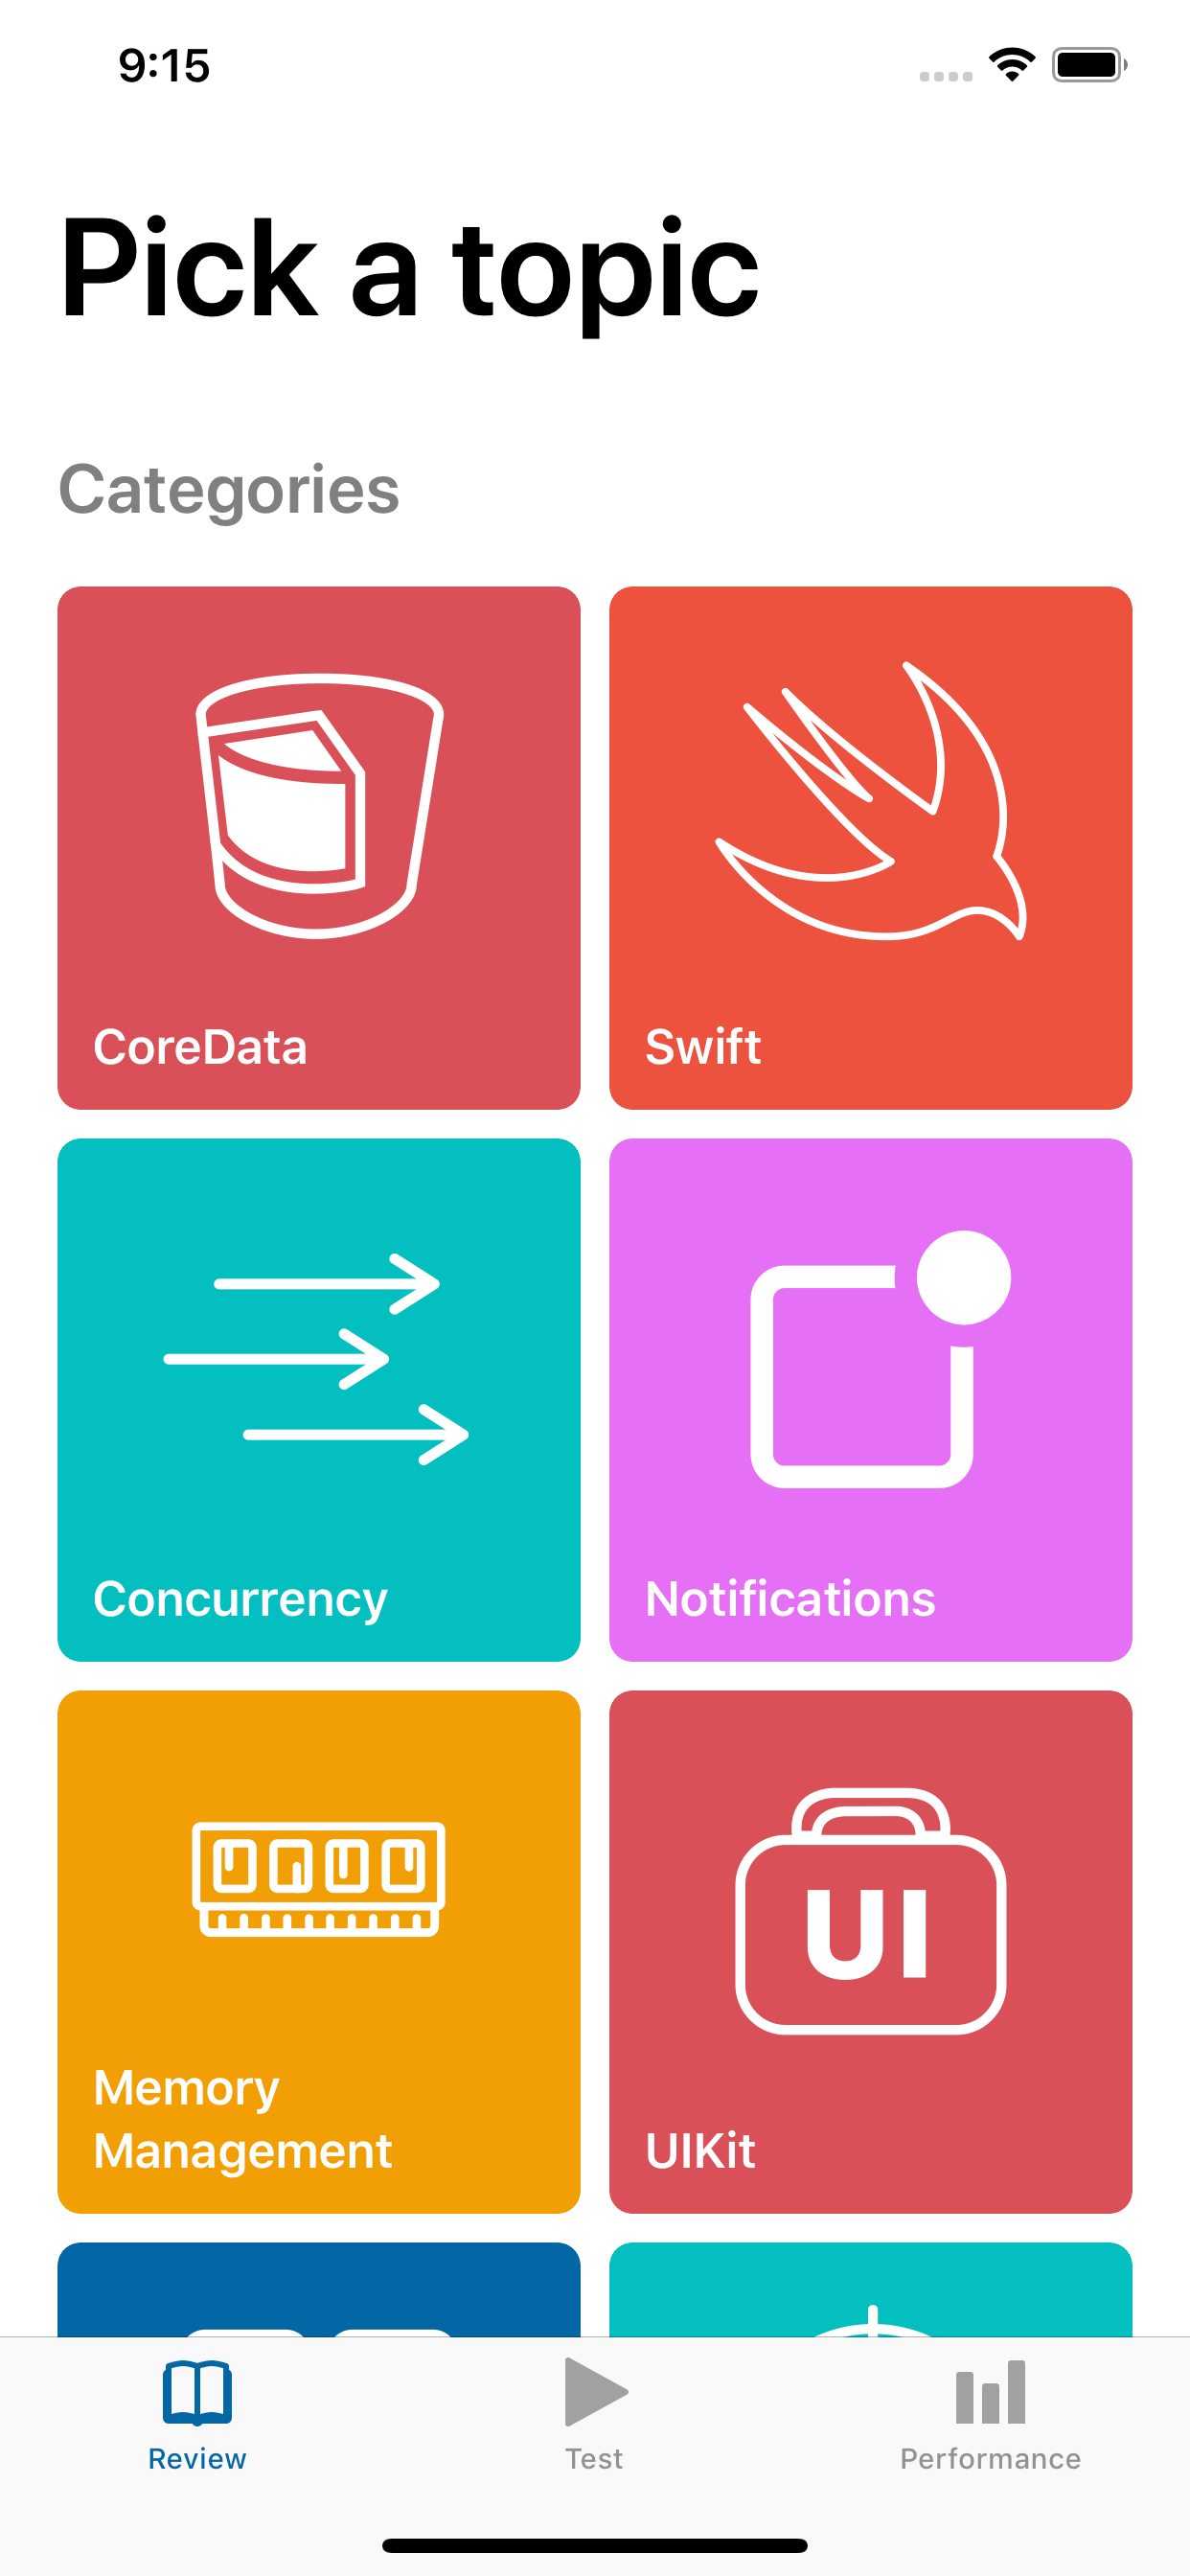 9:15
Pick a topic
Categories
CoreData
Swift
Concurrency
Notifications
Memory
Management
UI
UIKit
Review
Test
Performance